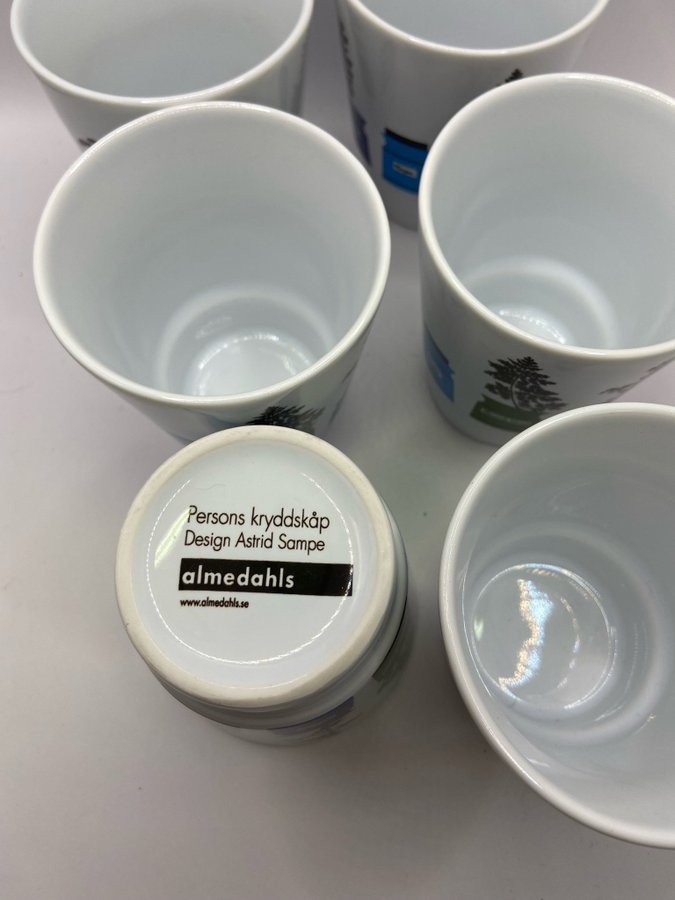 Persons kryddskåp
Design Astrid Sampe
almedahls
www.almedahls.se